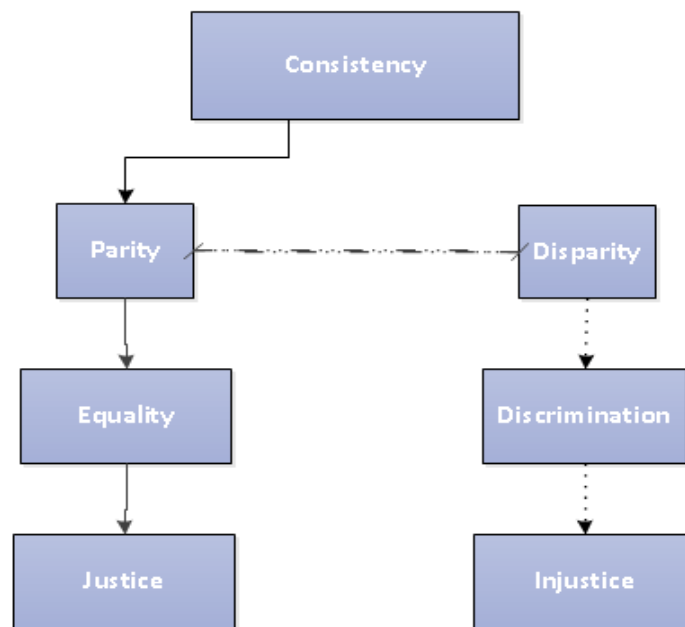 Consistency
Parity
Disparity
Equality
Discrimination
Justice
Injustice